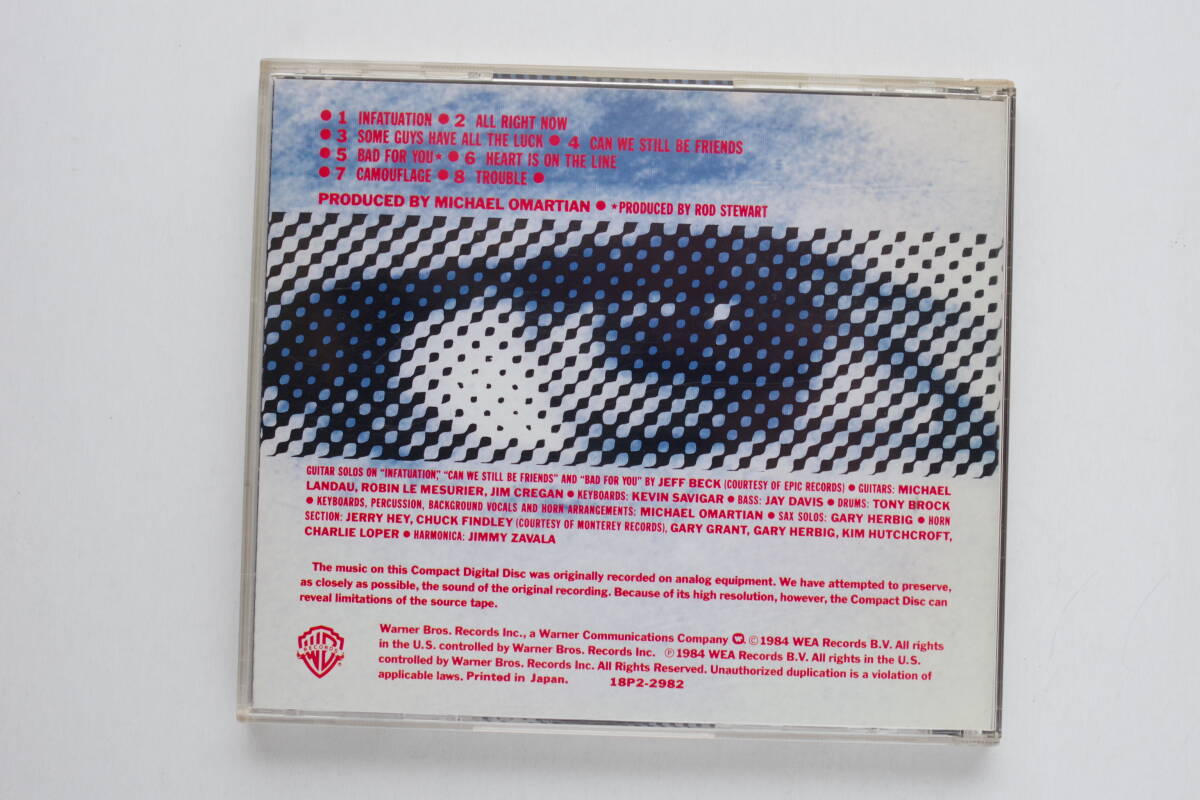 ● 1 INFATUATION ● 2 ALL RIGHT NOW
● 3 SOME GUYS HAVE ALL THE LUCK ● 4 CAN WE STILL BE FRIENDS
● 5 BAD FOR YOU★ ● 6 HEART IS ON THE LINE
● 7 CAMOUFLAGE ● 8 TROUBLE ●
PRODUCED BY MICHAEL OMARTIAN ● ★PRODUCED BY ROD STEWART
GUITAR SOLOS ON "INFATUATION," "CAN WE STILL BE FRIENDS" AND "BAD FOR YOU" BY JEFF BECK (COURTESY OF EPIC RECORDS) ● GUITARS: MICHAEL
LANDAU, ROBIN LE MESURIER, JIM CREGAN ● KEYBOARDS: KEVIN SAVIGAR ● BASS: JAY DAVIS ● DRUMS: TONY BROCK
● KEYBOARDS, PERCUSSION, BACKGROUND VOCALS AND HORN ARRANGEMENTS: MICHAEL OMARTIAN ● SAX SOLOS: GARY HERBIG ● HORN
SECTION: JERRY HEY, CHUCK FINDLEY (COURTESY OF MONTEREY RECORDS), GARY GRANT, GARY HERBIG, KIM HUTCHCROFT,
CHARLIE LOPER ● HARMONICA: JIMMY ZAVALA
The music on this Compact Digital Disc was originally recorded on analog equipment. We have attempted to preserve,
as closely as possible, the sound of the original recording. Because of its high resolution, however, the Compact Disc can
reveal limitations of the source tape.
WB RECORDS
Warner Bros. Records Inc., a Warner Communications Company. ©1984 WEA Records B.V. All rights
in the U.S. controlled by Warner Bros. Records Inc. ℗1984 WEA Records B.V. All rights in the U.S.
controlled by Warner Bros. Records Inc. All Rights Reserved. Unauthorized duplication is a violation of
applicable laws. Printed in Japan. 18P2-2982